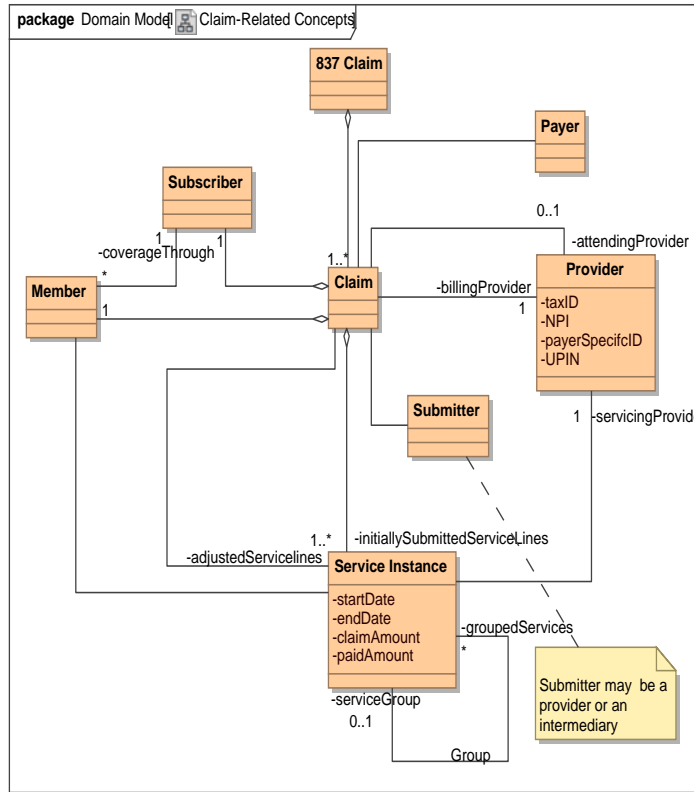 package Domain Model[ Claim-Related Concepts]
837 Claim
Payer
Subscriber
0..1
1
1
-coverageThrough
-attendingProvider
1..*
*
Member
Claim
Provider
-billingProvider
1
1
-taxID
-NPI
-payerSpecifcID
-UPIN
Submitter
1
-servicingProvide
1..*
-initiallySubmittedServiceLines
-adjustedServicelines
Service Instance
-startDate
-endDate
-claimAmount
-paidAmount
-groupedServices
*
Submitter may be a
provider or an
intermediary
-serviceGroup
0..1
Group